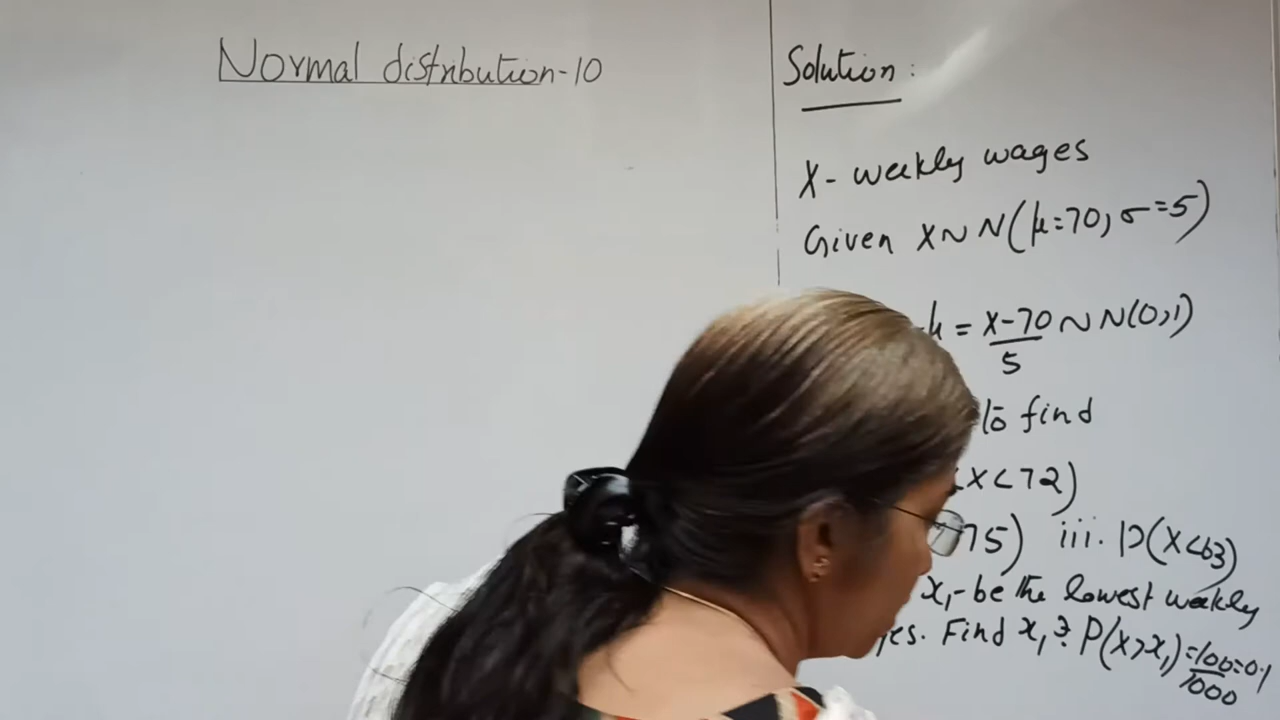 Normal distribution-10
Solution:
X- weekly wages
Given X~N(μ=70, σ=5)
μ = X-70 ~ N(0,1)
5
to find
<X<72)
75) iii. P(X<63)
x₁-be the lowest weekly
es. Find x₁? P(X>x₁)=100=0.1
1000